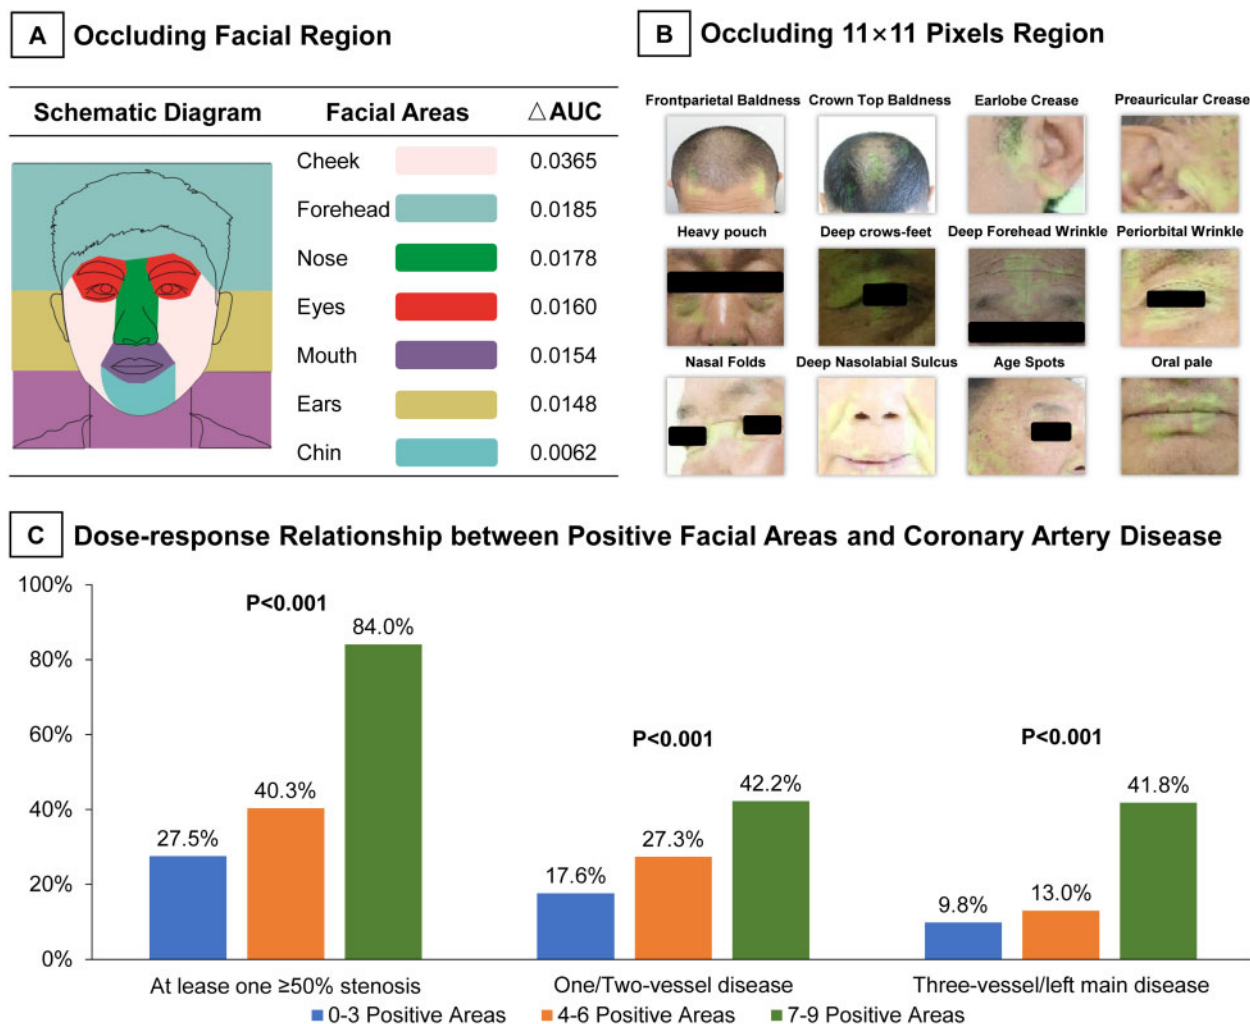 A Occluding Facial Region
Schematic Diagram Facial Areas △AUC
Cheek 0.0365
Forehead 0.0185
Nose 0.0178
Eyes 0.0160
Mouth 0.0154
Ears 0.0148
Chin 0.0062
B Occluding 11×11 Pixels Region
Frontparietal Baldness Crown Top Baldness Earlobe Crease Preauricular Crease
Heavy pouch Deep crows-feet Deep Forehead Wrinkle Periorbital Wrinkle
Nasal Folds Deep Nasolabial Sulcus Age Spots Oral pale
C Dose-response Relationship between Positive Facial Areas and Coronary Artery Disease
100%
80%
60%
40%
20%
0%
P<0.001
27.5% 40.3% 84.0%
P<0.001
17.6% 27.3% 42.2%
P<0.001
9.8% 13.0% 41.8%
At lease one ≥50% stenosis One/Two-vessel disease Three-vessel/left main disease
0-3 Positive Areas 4-6 Positive Areas 7-9 Positive Areas